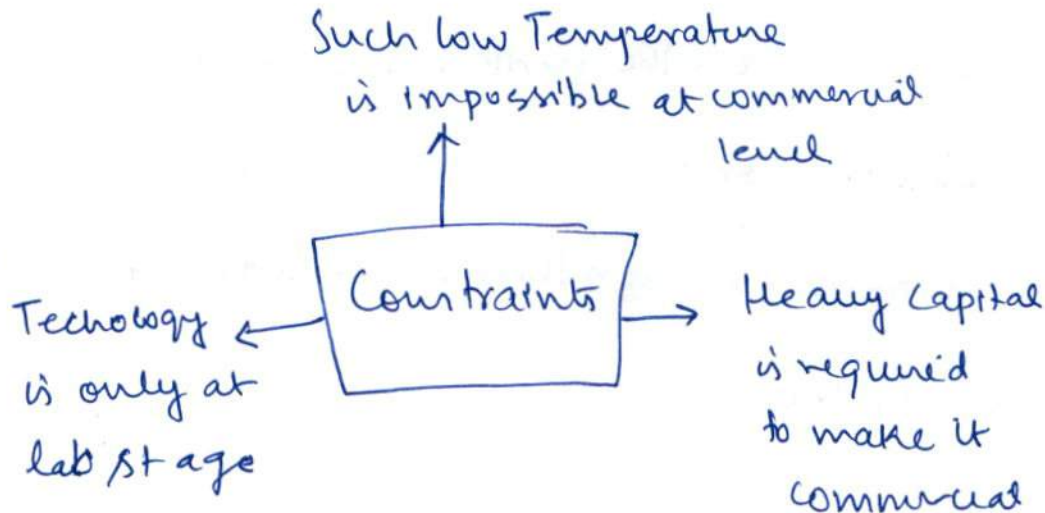 Such low Temperature
is impossible at commercial
level
Constraints
Techology
is only at
lab stage
Heavy Capital
is required
to make it
commercial